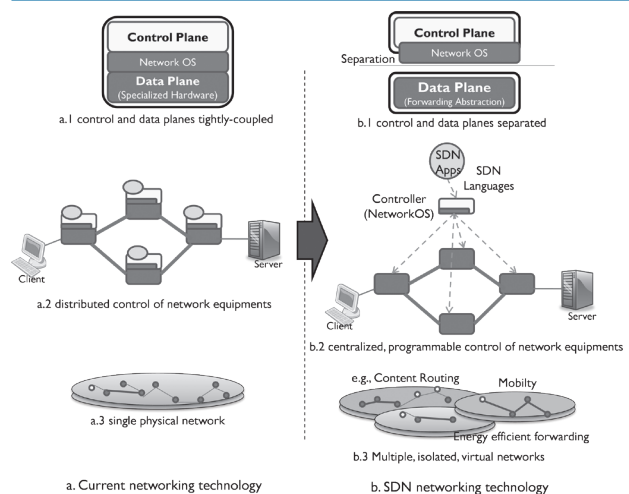 Control Plane
Network OS
Data Plane
(Specialized Hardware)
a.1 control and data planes tightly-coupled
Client
Server
a.2 distributed control of network equipments
a.3 single physical network
a. Current networking technology
Control Plane
Network OS
Separation
Data Plane
(Forwarding Abstraction)
b.1 control and data planes separated
SDN
Apps
SDN
Languages
Controller
(NetworkOS)
Client
Server
b.2 centralized, programmable control of network equipments
e.g., Content Routing
Mobilty
Energy efficient forwarding
b.3 Multiple, isolated, virtual networks
b. SDN networking technology